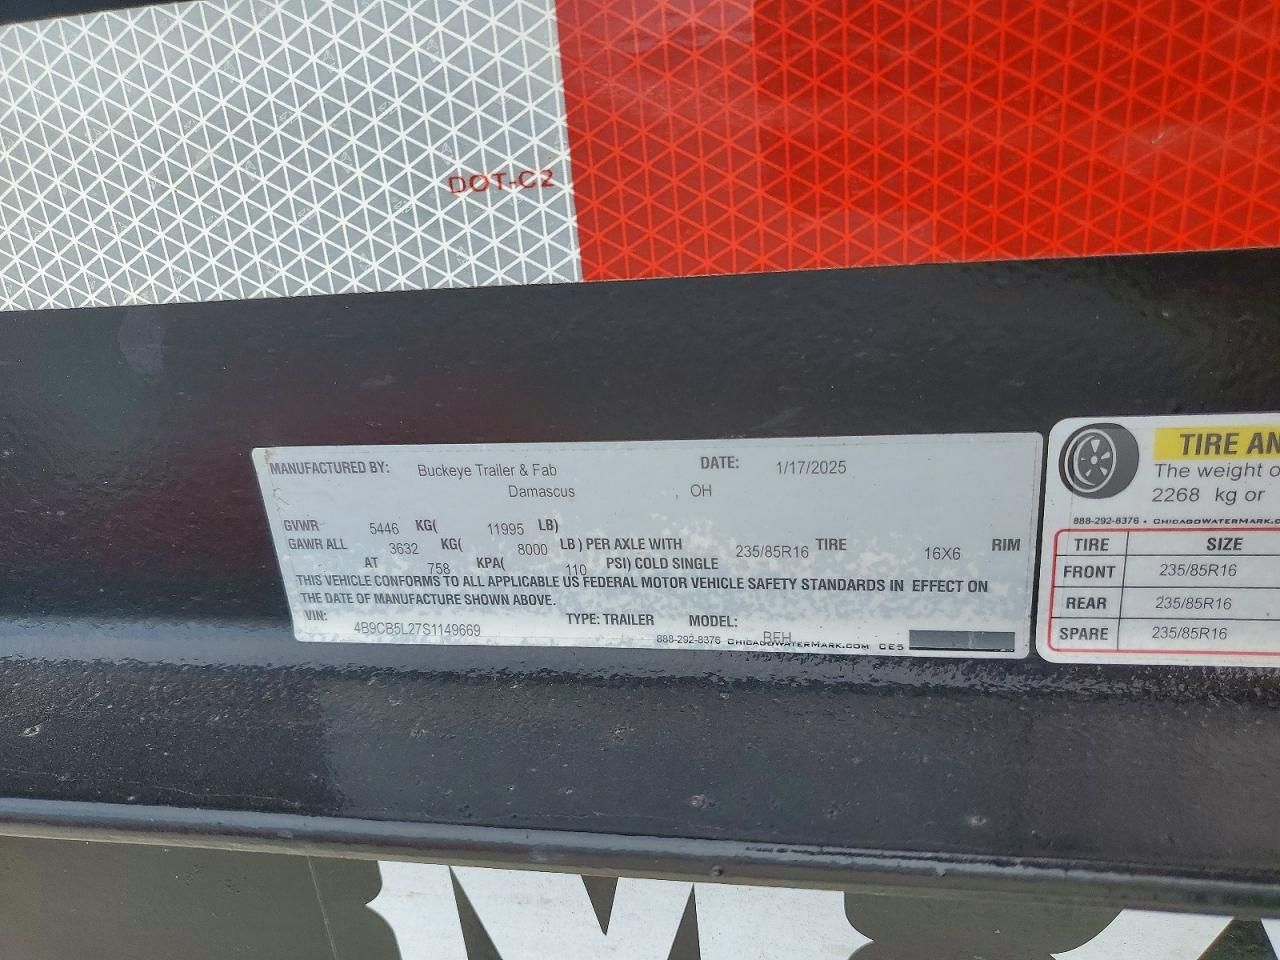 DOT-C2
MANUFACTURED BY: Buckeye Trailer & Fab DATE: 1/17/2025
Damascus OH
GVWR 5446 KG( 11995 LB)
GAWR ALL 3632 KG( 8000 LB) PER AXLE WITH 235/85R16 TIRE 16X6 RIM
AT 758 KPA( 110 PSI) COLD SINGLE
THIS VEHICLE CONFORMS TO ALL APPLICABLE US FEDERAL MOTOR VEHICLE SAFETY STANDARDS IN EFFECT ON
THE DATE OF MANUFACTURE SHOWN ABOVE.
VIN: 4B9CB5L27S1149669 TYPE: TRAILER MODEL:
888-292-8376 CHICAGOWATERMARK.COM CE5
TIRE AN
The weight o
2268 kg or
888-292-8376 • CHICAGOWATERMARK.C
TIRE SIZE
FRONT 235/85R16
REAR 235/85R16
SPARE 235/85R16